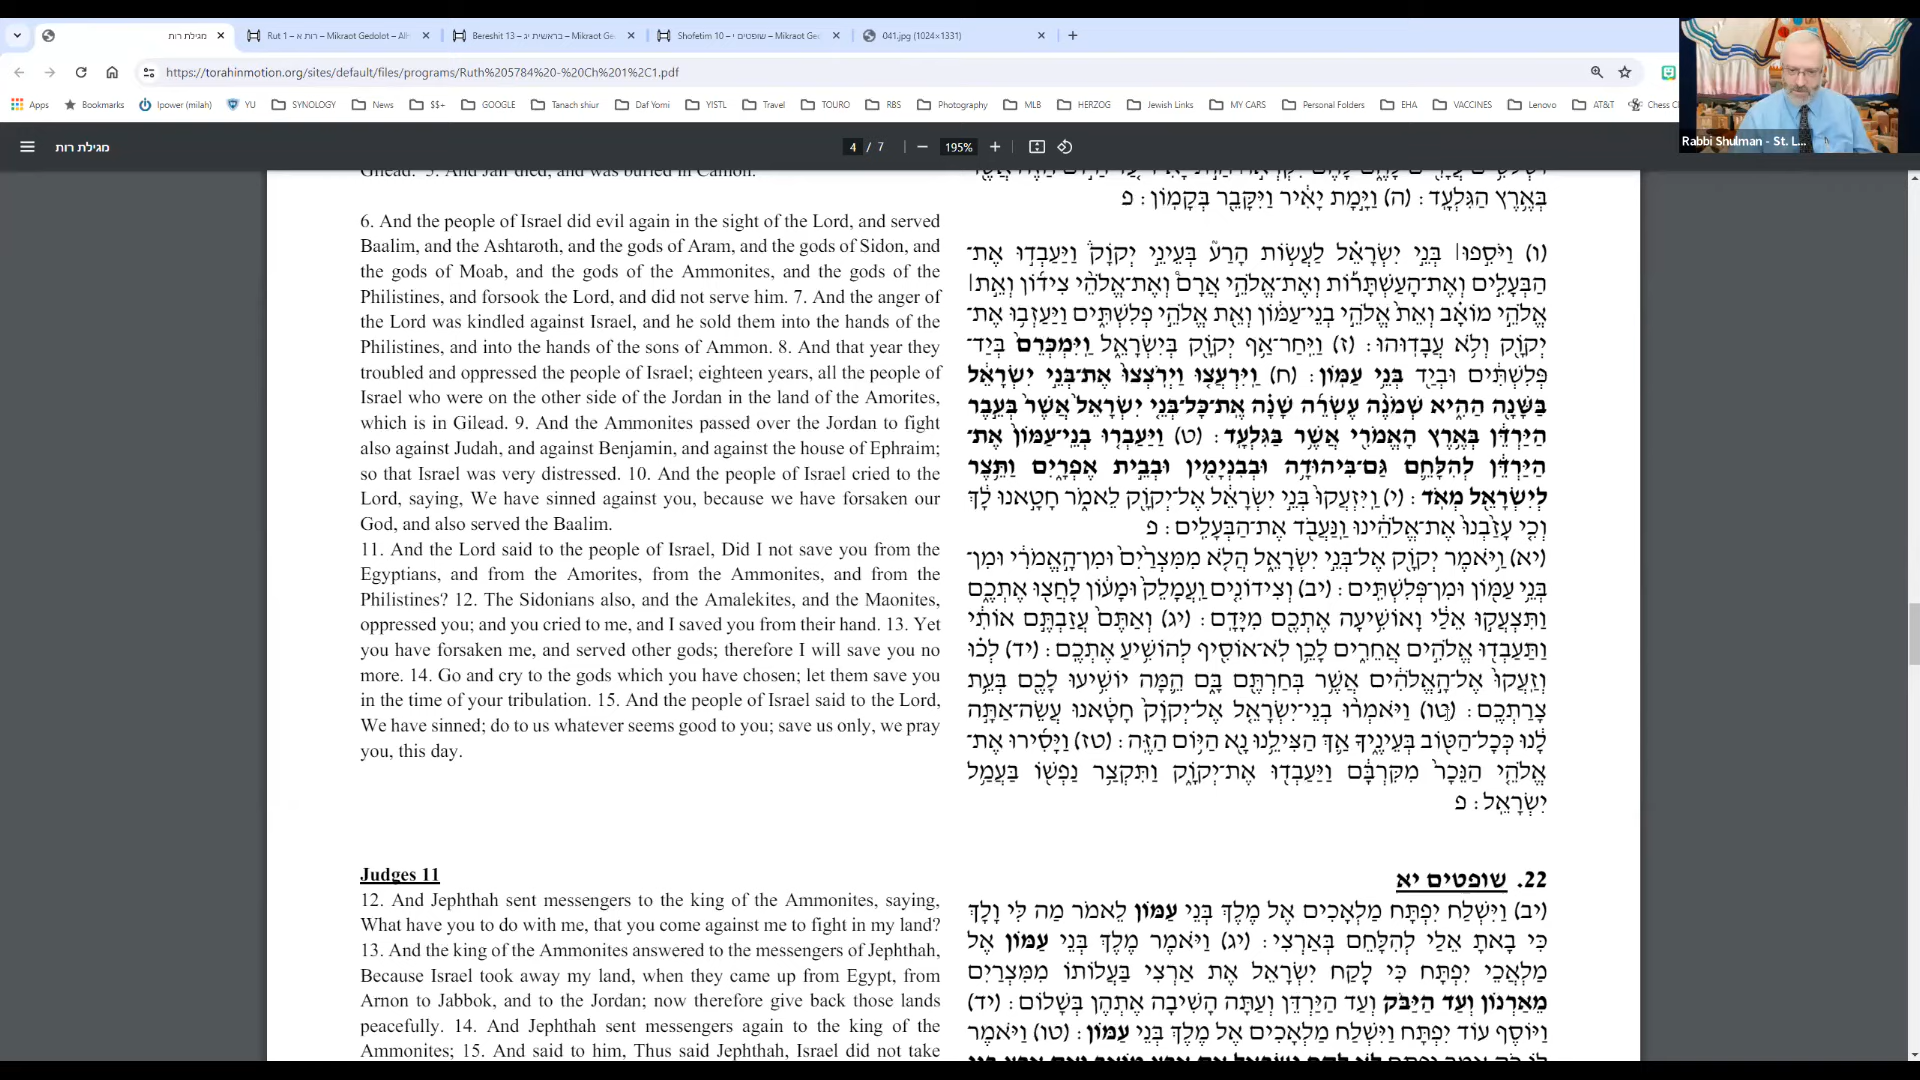 מגילת רות
Rut 1 – רות א – Mikraot Gedolot – Alh
Bereshit 13 – בראשית יג – Mikraot Ge
Shofetim 10 – שופטים י – Mikraot Ged
041.jpg (1024×1331)
https://torahinmotion.org/sites/default/files/programs/Ruth%205784%20-%20Ch%201%2C1.pdf
Apps Bookmarks Ipower (milah) YU SYNOLOGY News $$+ GOOGLE Tanach shiur Daf Yomi YISTL Travel TOURO RBS Photography MLB HERZOG Jewish Links MY CARS Personal Folders EHA VACCINES Lenovo AT&T Chess Cl
Rabbi Shulman - St. L...
מגילת רות
4 / 7
195%
Gilead. 5. And Jair died, and was buried in Camon.
6. And the people of Israel did evil again in the sight of the Lord, and served
Baalim, and the Ashtaroth, and the gods of Aram, and the gods of Sidon, and
the gods of Moab, and the gods of the Ammonites, and the gods of the
Philistines, and forsook the Lord, and did not serve him. 7. And the anger of
the Lord was kindled against Israel, and he sold them into the hands of the
Philistines, and into the hands of the sons of Ammon. 8. And that year they
troubled and oppressed the people of Israel; eighteen years, all the people of
Israel who were on the other side of the Jordan in the land of the Amorites,
which is in Gilead. 9. And the Ammonites passed over the Jordan to fight
also against Judah, and against Benjamin, and against the house of Ephraim;
so that Israel was very distressed. 10. And the people of Israel cried to the
Lord, saying, We have sinned against you, because we have forsaken our
God, and also served the Baalim.
11. And the Lord said to the people of Israel, Did I not save you from the
Egyptians, and from the Amorites, from the Ammonites, and from the
Philistines? 12. The Sidonians also, and the Amalekites, and the Maonites,
oppressed you; and you cried to me, and I saved you from their hand. 13. Yet
you have forsaken me, and served other gods; therefore I will save you no
more. 14. Go and cry to the gods which you have chosen; let them save you
in the time of your tribulation. 15. And the people of Israel said to the Lord,
We have sinned; do to us whatever seems good to you; save us only, we pray
you, this day.
Judges 11
12. And Jephthah sent messengers to the king of the Ammonites, saying,
What have you to do with me, that you come against me to fight in my land?
13. And the king of the Ammonites answered to the messengers of Jephthah,
Because Israel took away my land, when they came up from Egypt, from
Arnon to Jabbok, and to the Jordan; now therefore give back those lands
peacefully. 14. And Jephthah sent messengers again to the king of the
Ammonites; 15. And said to him, Thus said Jephthah, Israel did not take
בְּאֶ֖רֶץ הַגִּלְעָֽד: (ה) וַיָּ֣מָת יָאִ֔יר וַיִּקָּבֵ֖ר בְּקָמֽוֹן: פ
(ו) וַיֹּסִ֣פוּ׀ בְּנֵ֣י יִשְׂרָאֵ֗ל לַעֲשׂ֣וֹת הָרַע֮ בְּעֵינֵ֣י יְקֹוָק֒ וַיַּעַבְד֣וּ אֶת־
הַבְּעָלִ֣ים וְאֶת־הָעַשְׁתָּר֡וֹת וְאֶת־אֱלֹהֵ֣י אֲרָם֩ וְאֶת־אֱלֹהֵ֨י צִיד֜וֹן וְאֵ֣ת׀
אֱלֹהֵ֣י מוֹאָ֗ב וְאֵת֙ אֱלֹהֵ֣י בְנֵי־עַמּ֔וֹן וְאֵ֖ת אֱלֹהֵ֣י פְלִשְׁתִּ֑ים וַיַּעַזְב֥וּ אֶת־
יְקֹוָ֖ק וְלֹ֥א עֲבָדֽוּהוּ: (ז) וַיִּֽחַר־אַ֥ף יְקֹוָ֖ק בְּיִשְׂרָאֵ֑ל וַֽיִּמְכְּרֵם֙ בְּיַד־
פְּלִשְׁתִּ֔ים וּבְיַ֖ד בְּנֵ֥י עַמּֽוֹן: (ח) וַֽיִּרְעֲצ֤וּ וַיְרֹֽצְצוּ֙ אֶת־בְּנֵ֣י יִשְׂרָאֵ֔ל
בַּשָּׁנָ֖ה הַהִ֑יא שְׁמֹנֶ֨ה עֶשְׂרֵ֜ה שָׁנָ֗ה אֶֽת־כָּל־בְּנֵ֤י יִשְׂרָאֵל֙ אֲשֶׁר֙ בְּעֵ֣בֶר
הַיַּרְדֵּ֔ן בְּאֶ֥רֶץ הָאֱמֹרִ֖י אֲשֶׁ֥ר בַּגִּלְעָֽד: (ט) וַיַּעַבְר֤וּ בְנֵֽי־עַמּוֹן֙ אֶת־
הַיַּרְדֵּ֔ן לְהִלָּחֵ֛ם גַּם־בִּיהוּדָ֥ה וּבְבִנְיָמִ֖ין וּבְבֵ֣ית אֶפְרָ֑יִם וַתֵּ֥צֶר
לְיִשְׂרָאֵ֖ל מְאֹֽד: (י) וַֽיִּזְעֲקוּ֙ בְּנֵ֣י יִשְׂרָאֵ֔ל אֶל־יְקֹוָ֖ק לֵאמֹ֑ר חָטָ֣אנוּ לָ֔ךְ
וְכִ֤י עָזַ֙בְנוּ֙ אֶת־אֱלֹהֵ֔ינוּ וַֽנַּעֲבֹ֖ד אֶת־הַבְּעָלִֽים: פ
(יא) וַיֹּ֥אמֶר יְקֹוָ֖ק אֶל־בְּנֵ֣י יִשְׂרָאֵ֑ל הֲלֹ֤א מִמִּצְרַ֙יִם֙ וּמִן־הָ֣אֱמֹרִ֔י וּמִן־
בְּנֵ֥י עַמּ֖וֹן וּמִן־פְּלִשְׁתִּֽים: (יב) וְצִידוֹנִ֤ים וַֽעֲמָלֵק֙ וּמָע֔וֹן לָחֲצ֖וּ אֶתְכֶ֑ם
וַתִּצְעֲק֣וּ אֵלַ֔י וָאוֹשִׁ֥יעָה אֶתְכֶ֖ם מִיָּדָֽם: (יג) וְאַתֶּם֙ עֲזַבְתֶּ֣ם אוֹתִ֔י
וַתַּעַבְד֖וּ אֱלֹהִ֣ים אֲחֵרִ֑ים לָכֵ֥ן לֹֽא־אוֹסִ֖יף לְהוֹשִׁ֥יעַ אֶתְכֶֽם: (יד) לְכ֗וּ
וְזַֽעֲקוּ֙ אֶל־הָ֣אֱלֹהִ֔ים אֲשֶׁ֥ר בְּחַרְתֶּ֖ם בָּ֑ם הֵ֛מָּה יוֹשִׁ֥יעוּ לָכֶ֖ם בְּעֵ֥ת
צָרַתְכֶֽם: (טו) וַיֹּאמְר֨וּ בְנֵי־יִשְׂרָאֵ֤ל אֶל־יְקֹוָק֙ חָטָ֔אנוּ עֲשֵׂה־אַתָּ֣ה
לָ֔נוּ כְּכָל־הַטּ֖וֹב בְּעֵינֶ֑יךָ אַ֛ךְ הַצִּילֵ֥נוּ נָ֖א הַיּ֥וֹם הַזֶּֽה: (טז) וַיָּסִ֜ירוּ אֶת־
אֱלֹהֵ֤י הַנֵּכָר֙ מִקִּרְבָּ֔ם וַיַּעַבְד֖וּ אֶת־יְקֹוָ֑ק וַתִּקְצַ֥ר נַפְשׁ֖וֹ בַּעֲמַ֥ל
יִשְׂרָאֵֽל: פ
22. שופטים יא
(יב) וַיִּשְׁלַח יִפְתָּח מַלְאָכִים אֶל מֶלֶךְ בְּנֵי עַמּוֹן לֵאמֹר מַה לִּי וָלָךְ
כִּי בָאתָ אֵלַי לְהִלָּחֵם בְּאַרְצִי: (יג) וַיֹּאמֶר מֶלֶךְ בְּנֵי עַמּוֹן אֶל
מַלְאֲכֵי יִפְתָּח כִּי לָקַח יִשְׂרָאֵל אֶת אַרְצִי בַּעֲלוֹתוֹ מִמִּצְרַיִם
מֵאַרְנוֹן וְעַד הַיַּבֹּק וְעַד הַיַּרְדֵּן וְעַתָּה הָשִׁיבָה אֶתְהֶן בְּשָׁלוֹם: (יד)
וַיּוֹסֶף עוֹד יִפְתָּח וַיִּשְׁלַח מַלְאָכִים אֶל מֶלֶךְ בְּנֵי עַמּוֹן: (טו) וַיֹּאמֶר